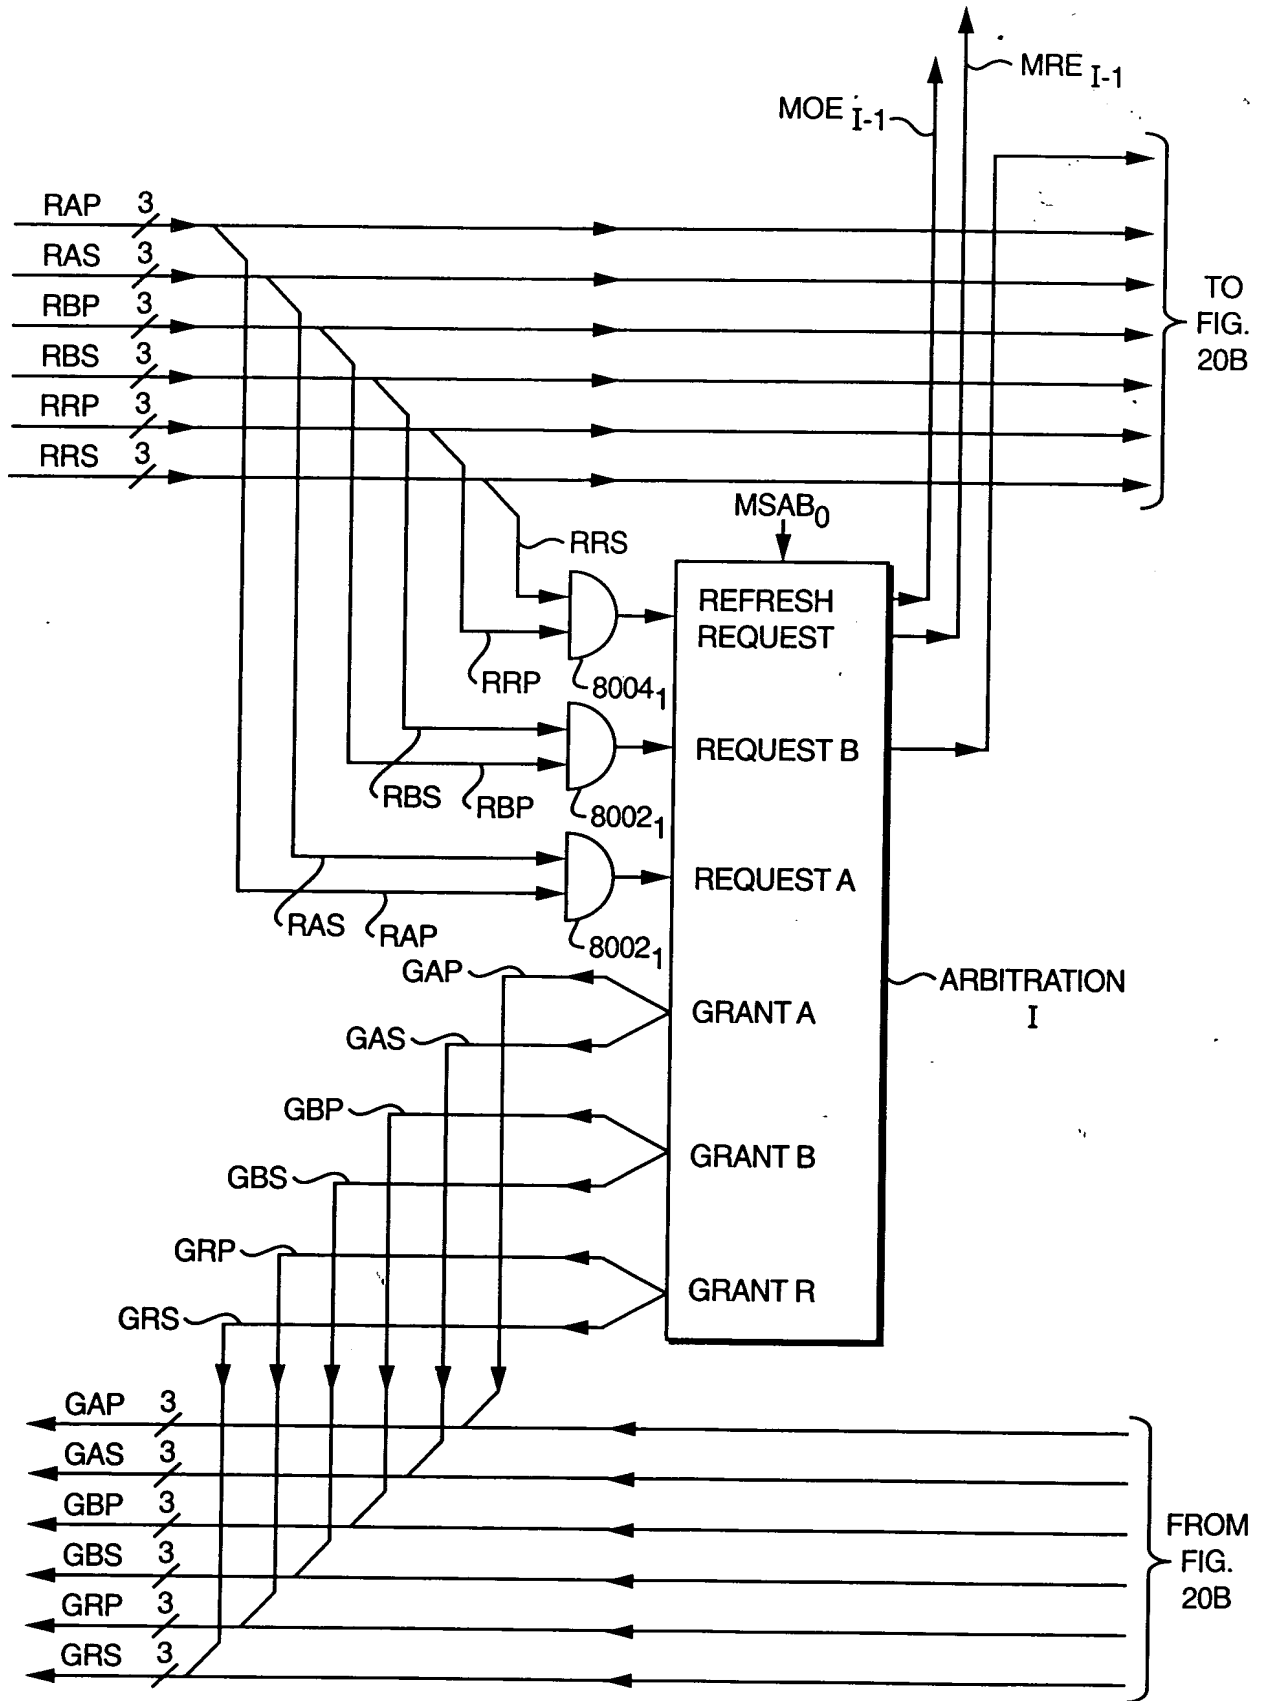 MRE I-1
MOE I-1
RAP 3
RAS 3
RBP 3
RBS 3
RRP 3
RRS 3
TO
FIG.
20B
MSAB0
RRS
REFRESH
REQUEST
RRP
80041
REQUEST B
RBS
RBP
80021
REQUEST A
RAS
RAP
80021
GAP
ARBITRATION
I
GRANT A
GAS
GBP
GRANT B
GBS
GRP
GRANT R
GRS
GAP 3
GAS 3
GBP 3
GBS 3
GRP 3
GRS 3
FROM
FIG.
20B